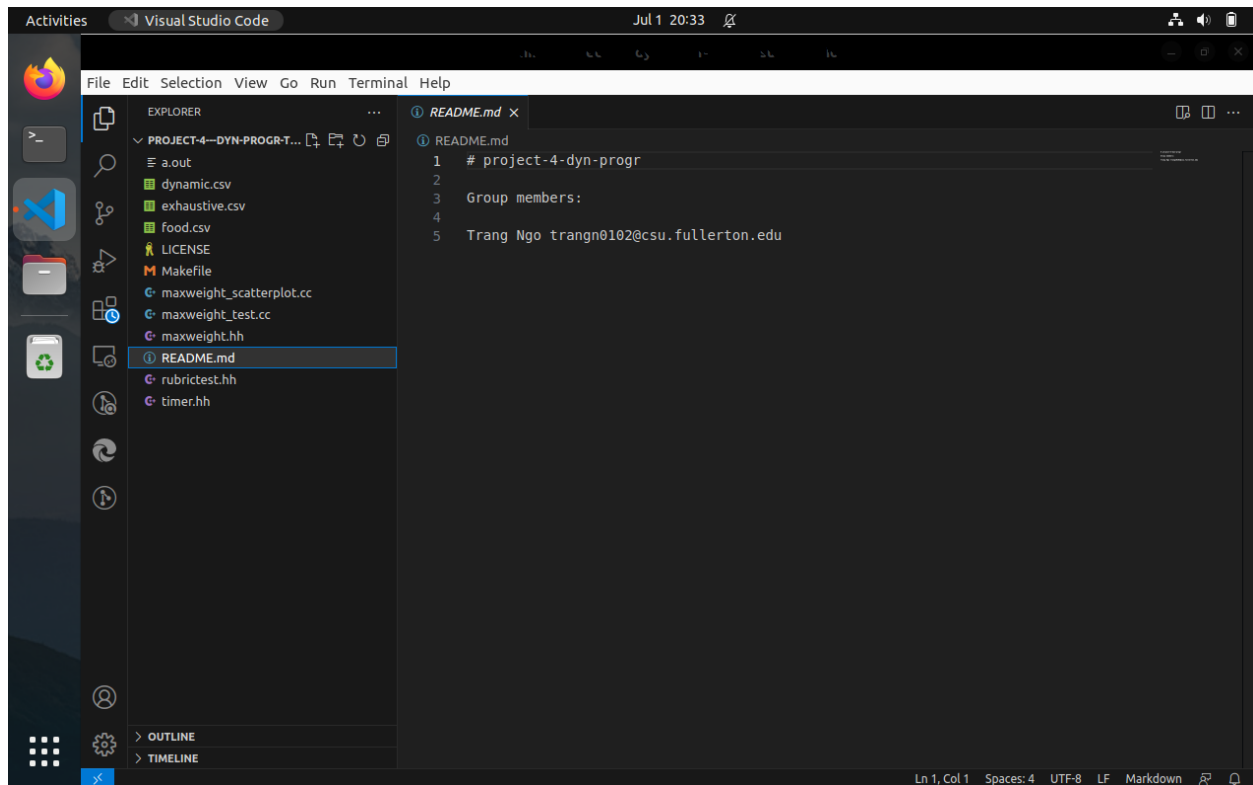 Activities
Visual Studio Code
Jul 1 20:33
File Edit Selection View Go Run Terminal Help
EXPLORER
PROJECT-4---DYN-PROGR-T...
a.out
dynamic.csv
exhaustive.csv
food.csv
LICENSE
Makefile
maxweight_scatterplot.cc
maxweight_test.cc
maxweight.hh
README.md
rubrictest.hh
timer.hh
OUTLINE
TIMELINE
README.md
README.md
1 # project-4-dyn-progr
2
3 Group members:
4
5 Trang Ngo trangn0102@csu.fullerton.edu
Ln 1, Col 1 Spaces: 4 UTF-8 LF Markdown